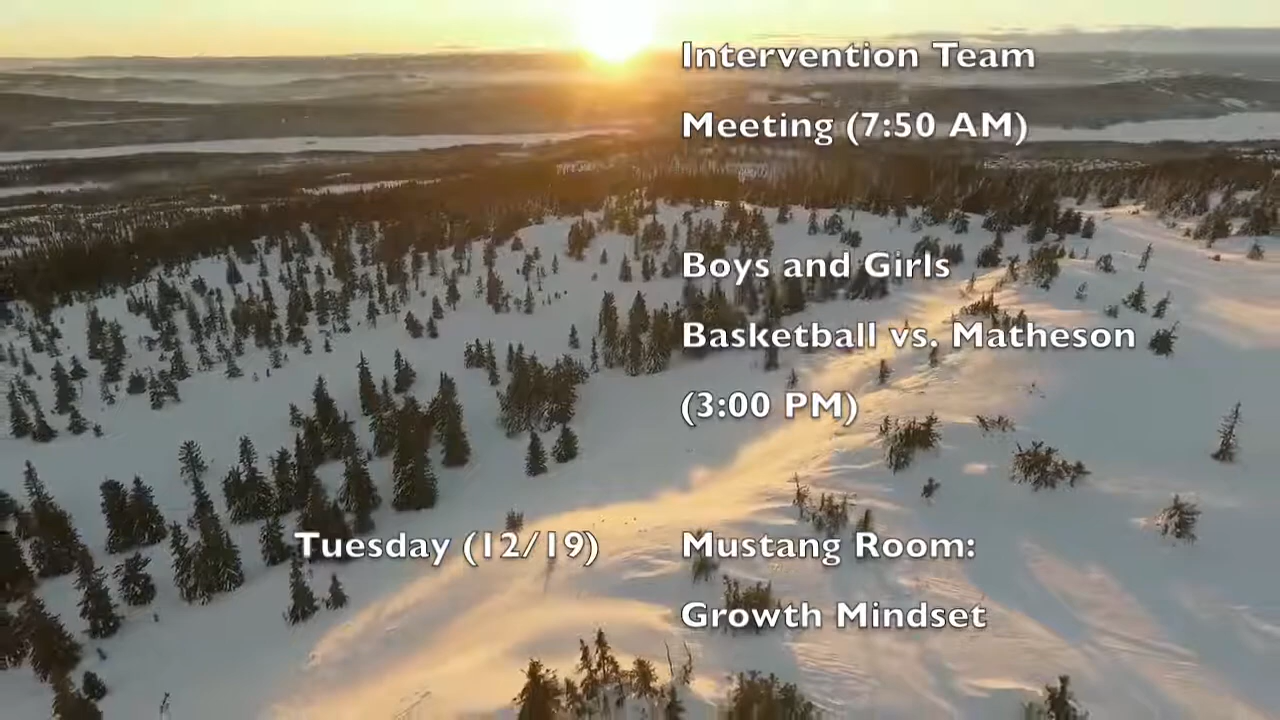 Intervention Team
Meeting (7:50 AM)
Boys and Girls
Basketball vs. Matheson
(3:00 PM)
Tuesday (12/19)
Mustang Room:
Growth Mindset